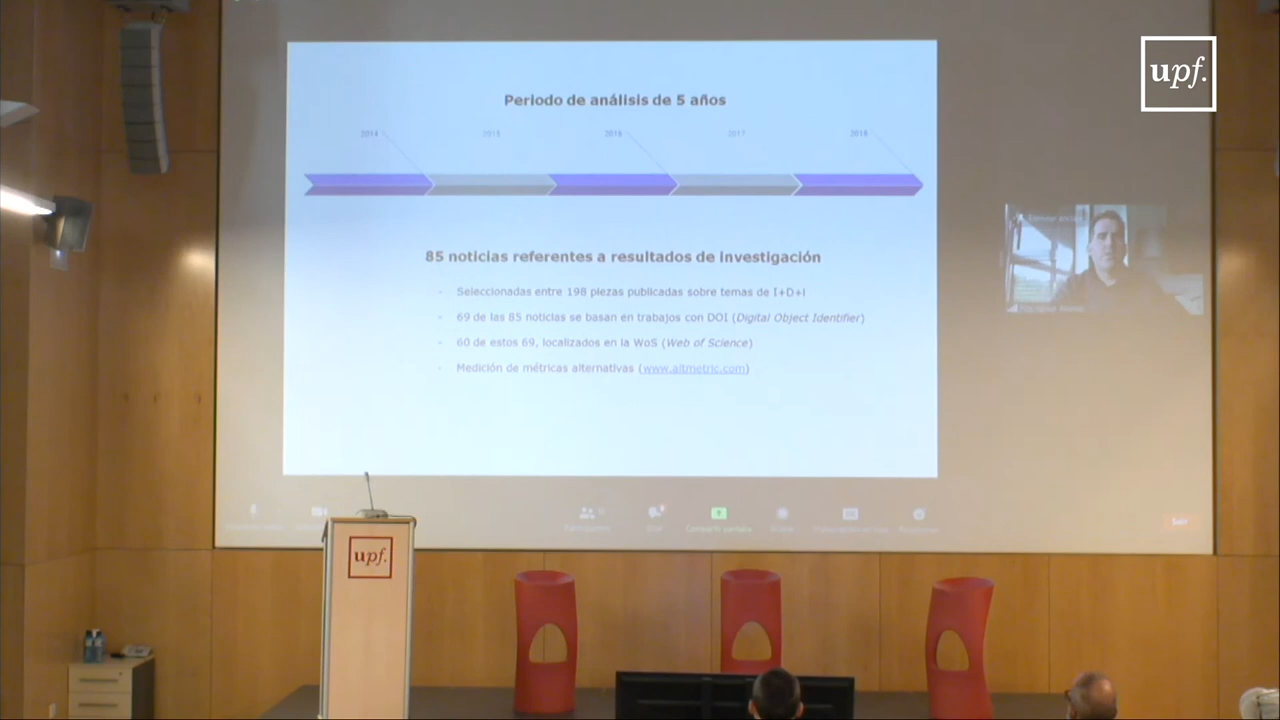 upf.
Periodo de análisis de 5 años
2014 2015 2016 2017 2018
85 noticias referentes a resultados de investigación
- Seleccionadas entre 198 piezas publicadas sobre temas de I+D+I
- 69 de las 85 noticias se basan en trabajos con DOI (Digital Object Identifier)
- 60 de estos 69, localizados en la WoS (Web of Science)
- Medición de métricas alternativas (www.altmetric.com)
Compartir pantalla
Salir
upf.